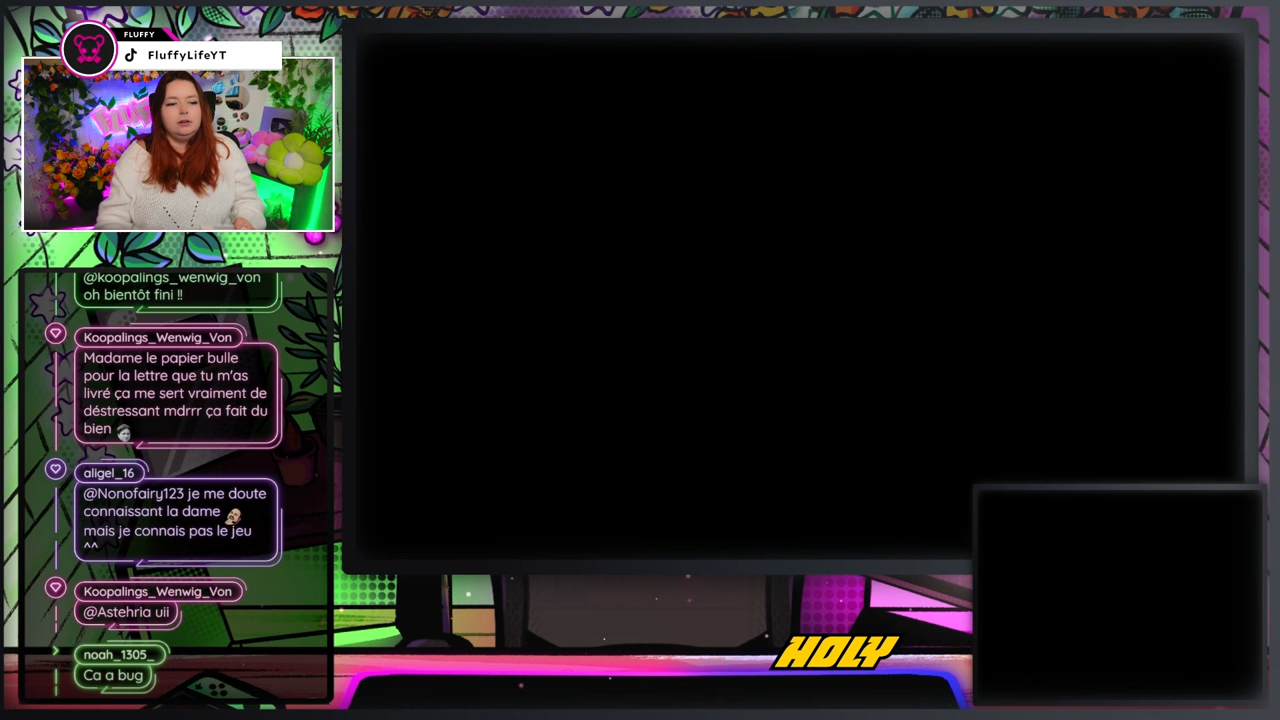 FLUFFY
FluffyLifeYT
@koopalings_wenwig_von
oh bientôt fini !!
Koopalings_Wenwig_Von
Madame le papier bulle
pour la lettre que tu m'as
livré ça me sert vraiment de
déstressant mdrrr ça fait du
bien
aligel_16
@Nonofairy123 je me doute
connaissant la dame
mais je connais pas le jeu
^^
Koopalings_Wenwig_Von
@Astehria uii
noah_1305_
Ca a bug
HOLY